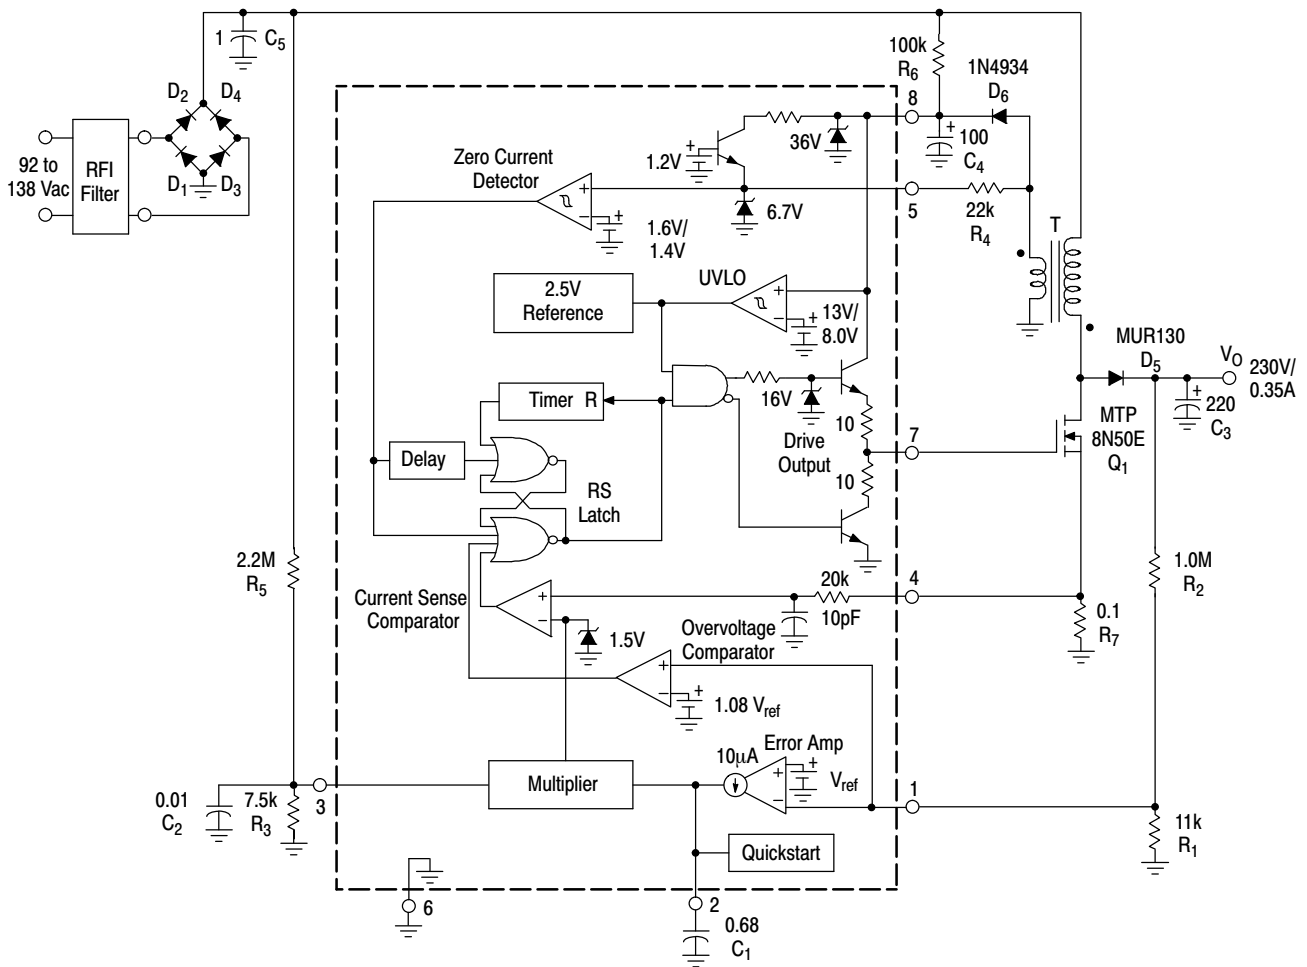 1
C5
100k
R6
1N4934
D6
8
D2
D4
D1
D3
92 to
138 Vac
RFI
Filter
36V
+
100
C4
+
1.2V
Zero Current
Detector
+
−
+
1.6V/
1.4V
6.7V
5
22k
R4
T
2.5V
Reference
UVLO
+
−
+
13V/
8.0V
MUR130
D5
VO
230V/
0.35A
+
220
C3
Timer R
16V
10
Drive
Output
10
7
MTP
8N50E
Q1
Delay
RS
Latch
2.2M
R5
20k
10pF
4
1.0M
R2
Current Sense
Comparator
+
−
1.5V
0.1
R7
Overvoltage
Comparator
+
−
+
1.08 Vref
10μA
Error Amp
+
−
+
Vref
1
Multiplier
0.01
C2
7.5k
R3
3
11k
R1
Quickstart
6
2
0.68
C1